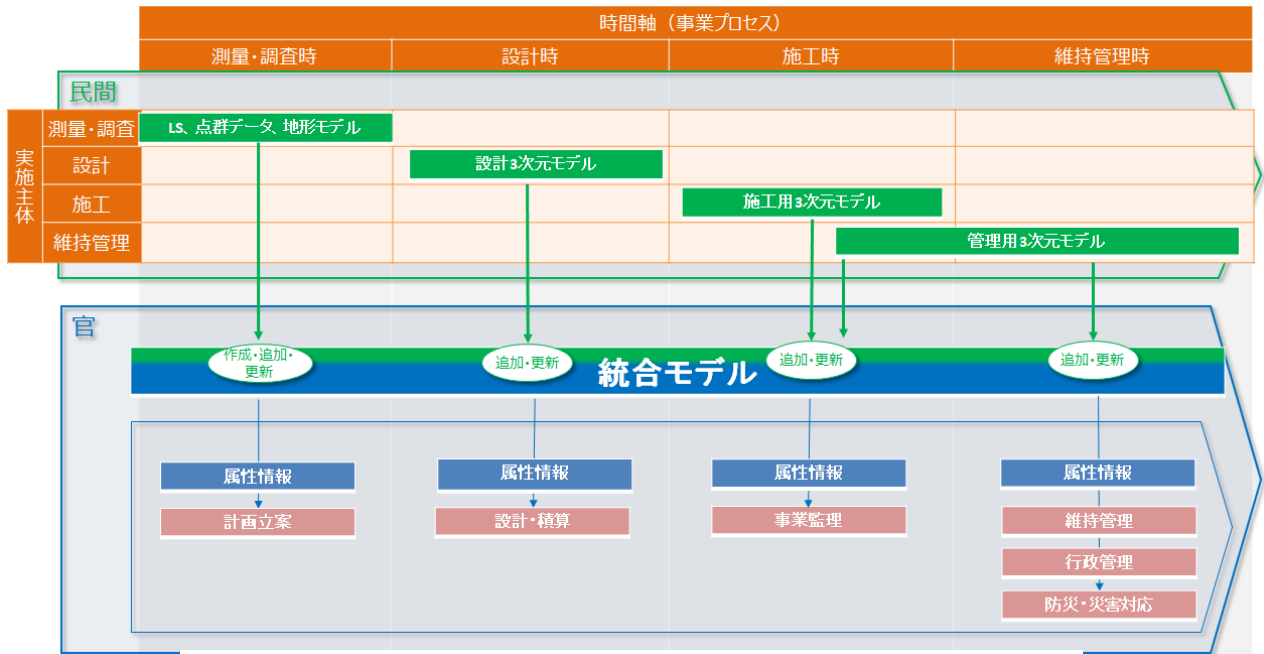 時間軸（事業プロセス）
測量・調査時
設計時
施工時
維持管理時
民間
実施主体
測量・調査
LS、点群データ、地形モデル
設計
設計3次元モデル
施工
施工用3次元モデル
維持管理
管理用3次元モデル
官
作成・追加・
更新
追加・更新
追加・更新
追加・更新
統合モデル
属性情報
属性情報
属性情報
属性情報
計画立案
設計・積算
事業監理
維持管理
行政管理
防災・災害対応